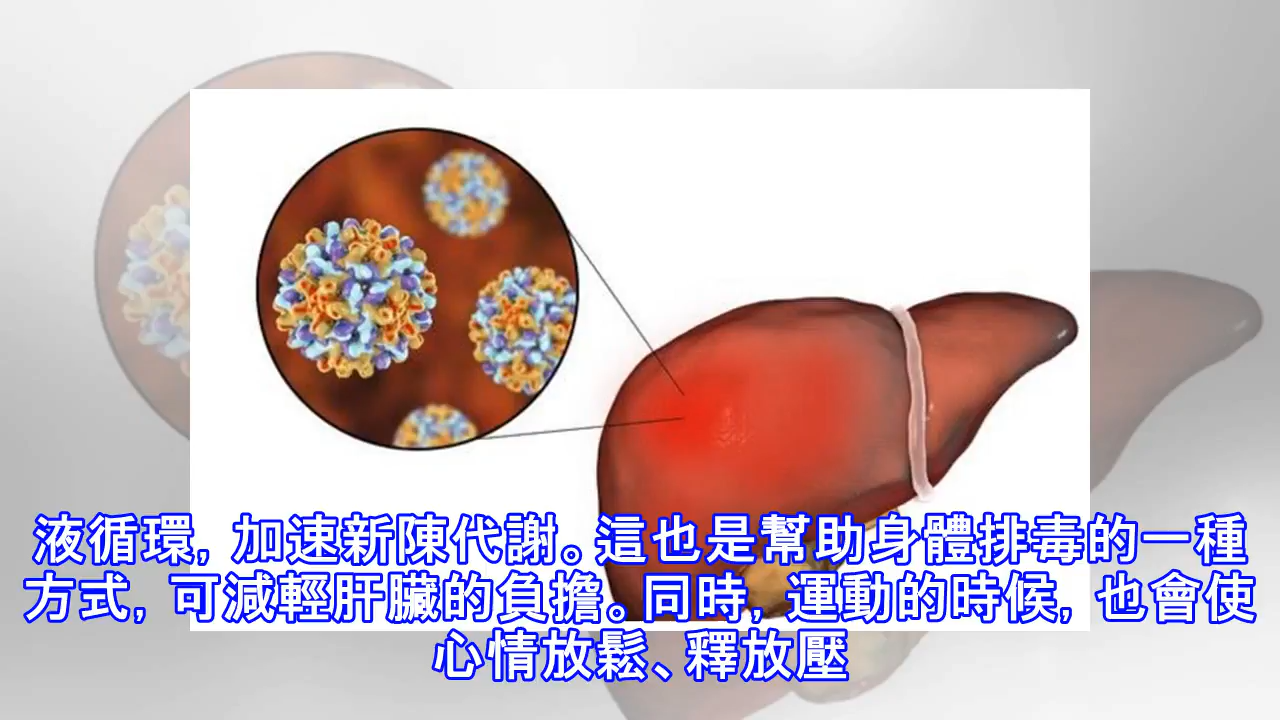 液循環, 加速新陳代謝。這也是幫助身體排毒的一種
方式, 可減輕肝臟的負擔。同時, 運動的時候, 也會使
心情放鬆、釋放壓